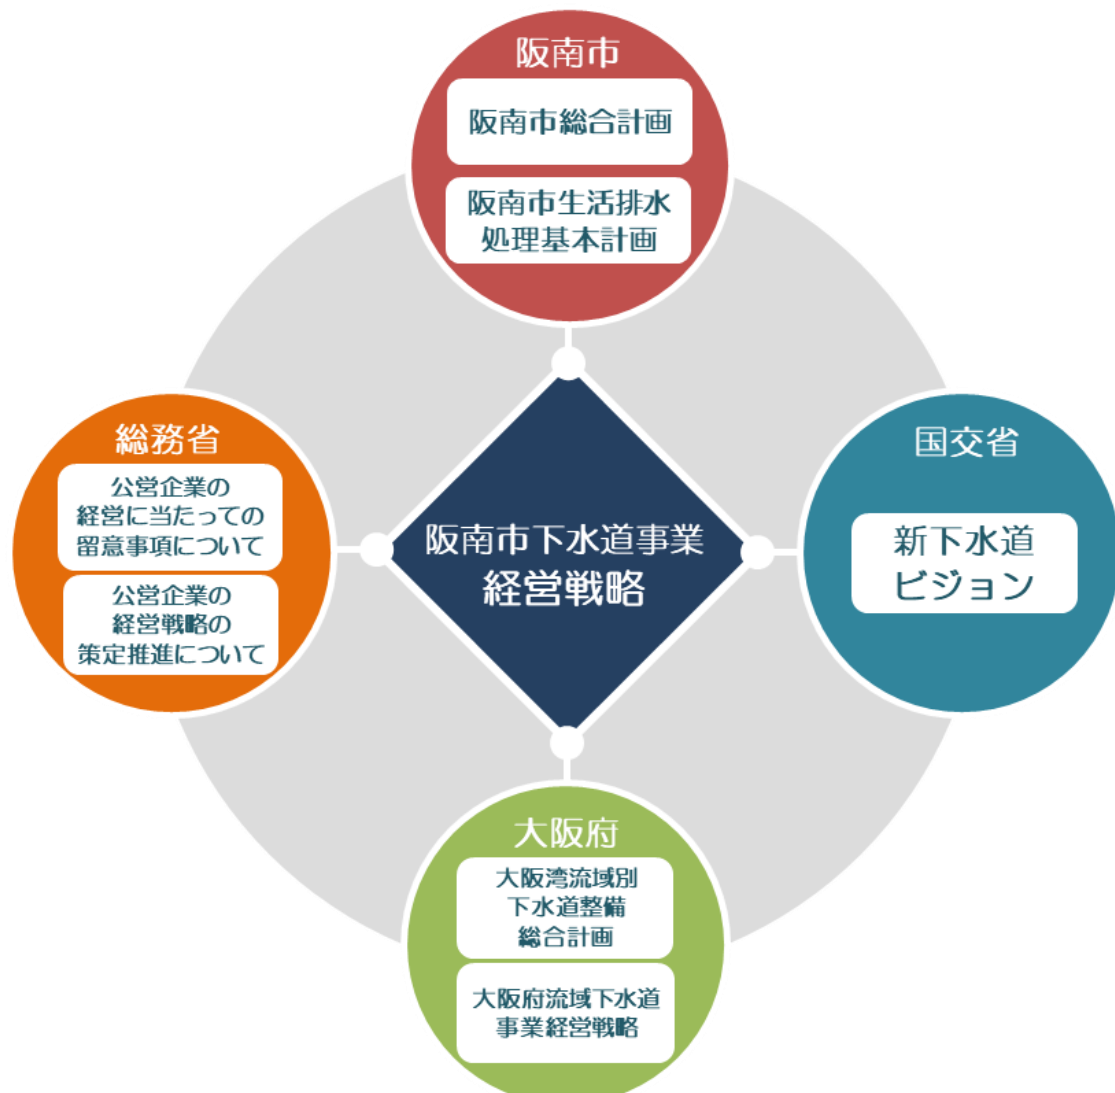 阪南市
阪南市総合計画
阪南市生活排水
処理基本計画
総務省
公営企業の
経営に当たっての
留意事項について
公営企業の
経営戦略の
策定推進について
阪南市下水道事業
経営戦略
国交省
新下水道
ビジョン
大阪府
大阪湾流域別
下水道整備
総合計画
大阪府流域下水道
事業経営戦略